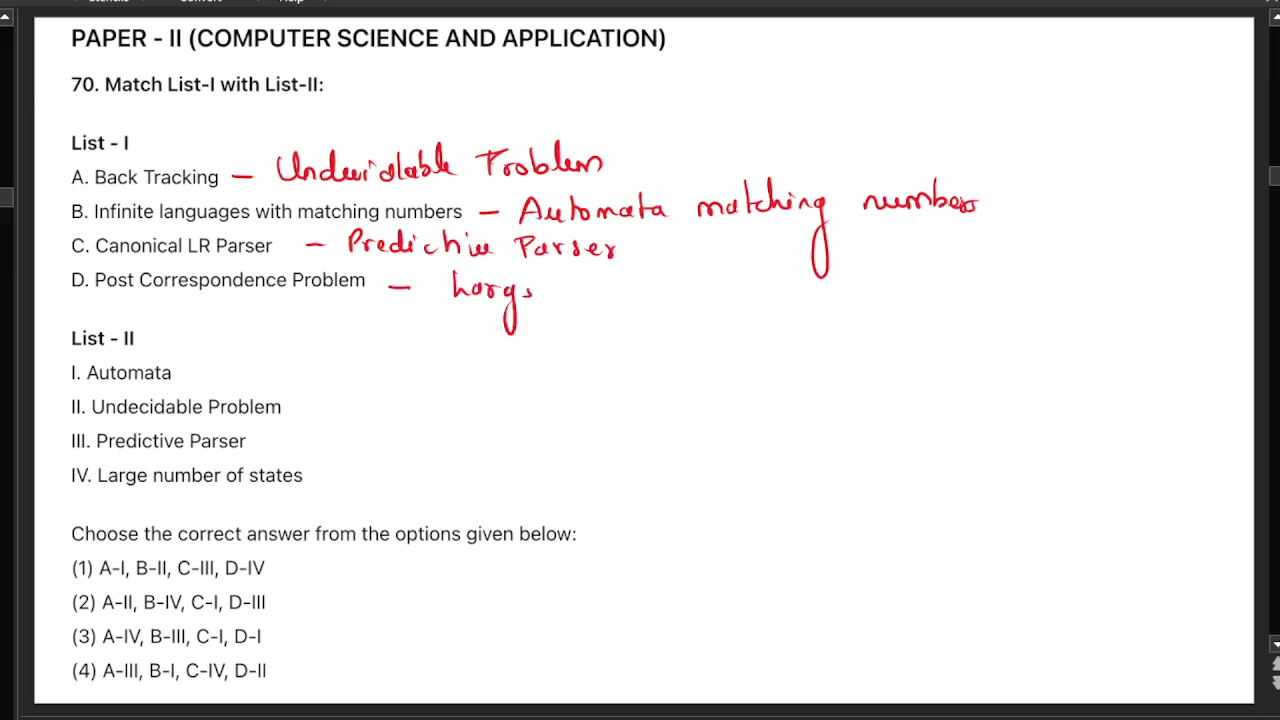 PAPER - II (COMPUTER SCIENCE AND APPLICATION)
70. Match List-I with List-II:
List - I
A. Back Tracking – Undecidable Problem
B. Infinite languages with matching numbers – Automata matching numbers
C. Canonical LR Parser – Predictive Parser
D. Post Correspondence Problem –
List - II
I. Automata
II. Undecidable Problem
III. Predictive Parser
IV. Large number of states
Choose the correct answer from the options given below:
(1) A-I, B-II, C-III, D-IV
(2) A-II, B-IV, C-I, D-III
(3) A-IV, B-III, C-I, D-I
(4) A-III, B-I, C-IV, D-II